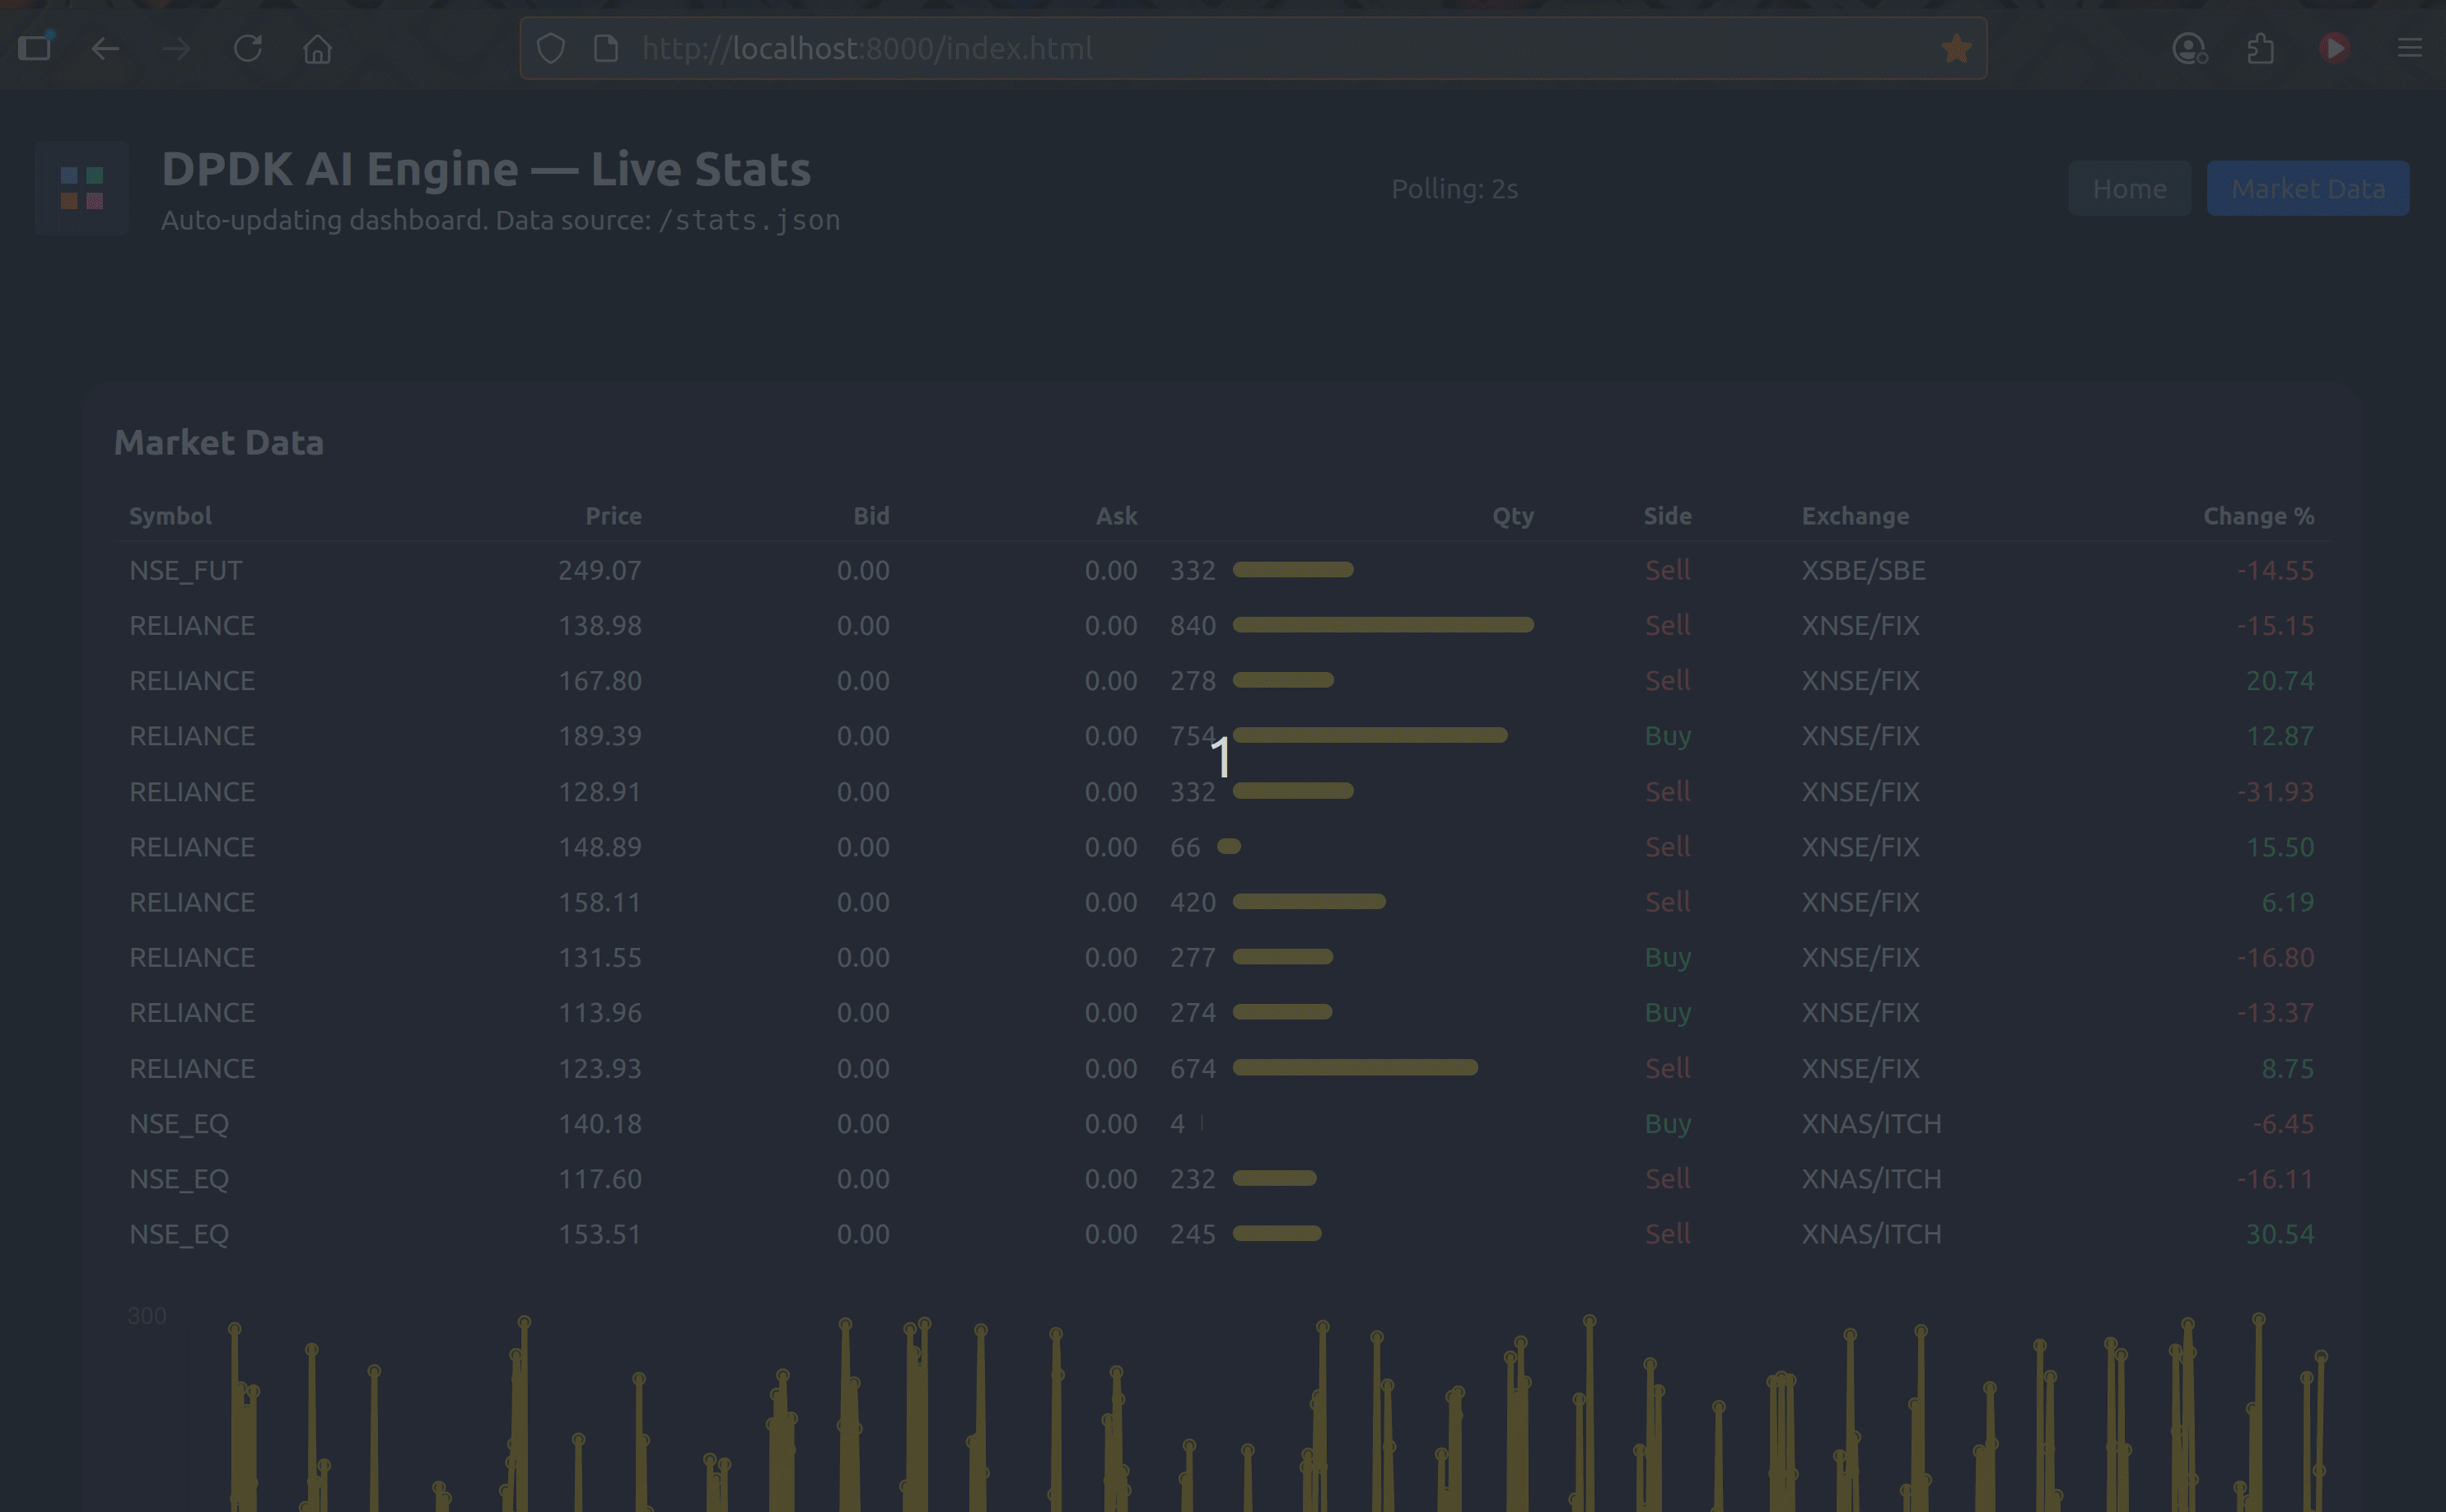 http://localhost:8000/index.html
DPDK AI Engine — Live Stats
Auto-updating dashboard. Data source: /stats.json
Polling: 2s
Home
Market Data
Market Data
Symbol Price Bid Ask Qty Side Exchange Change %
NSE_FUT 249.07 0.00 0.00 332 Sell XSBE/SBE -14.55
RELIANCE 138.98 0.00 0.00 840 Sell XNSE/FIX -15.15
RELIANCE 167.80 0.00 0.00 278 Sell XNSE/FIX 20.74
RELIANCE 189.39 0.00 0.00 754 Buy XNSE/FIX 12.87
1
RELIANCE 128.91 0.00 0.00 332 Sell XNSE/FIX -31.93
RELIANCE 148.89 0.00 0.00 66 Sell XNSE/FIX 15.50
RELIANCE 158.11 0.00 0.00 420 Sell XNSE/FIX 6.19
RELIANCE 131.55 0.00 0.00 277 Buy XNSE/FIX -16.80
RELIANCE 113.96 0.00 0.00 274 Buy XNSE/FIX -13.37
RELIANCE 123.93 0.00 0.00 674 Sell XNSE/FIX 8.75
NSE_EQ 140.18 0.00 0.00 4 Buy XNAS/ITCH -6.45
NSE_EQ 117.60 0.00 0.00 232 Sell XNAS/ITCH -16.11
NSE_EQ 153.51 0.00 0.00 245 Sell XNAS/ITCH 30.54
300